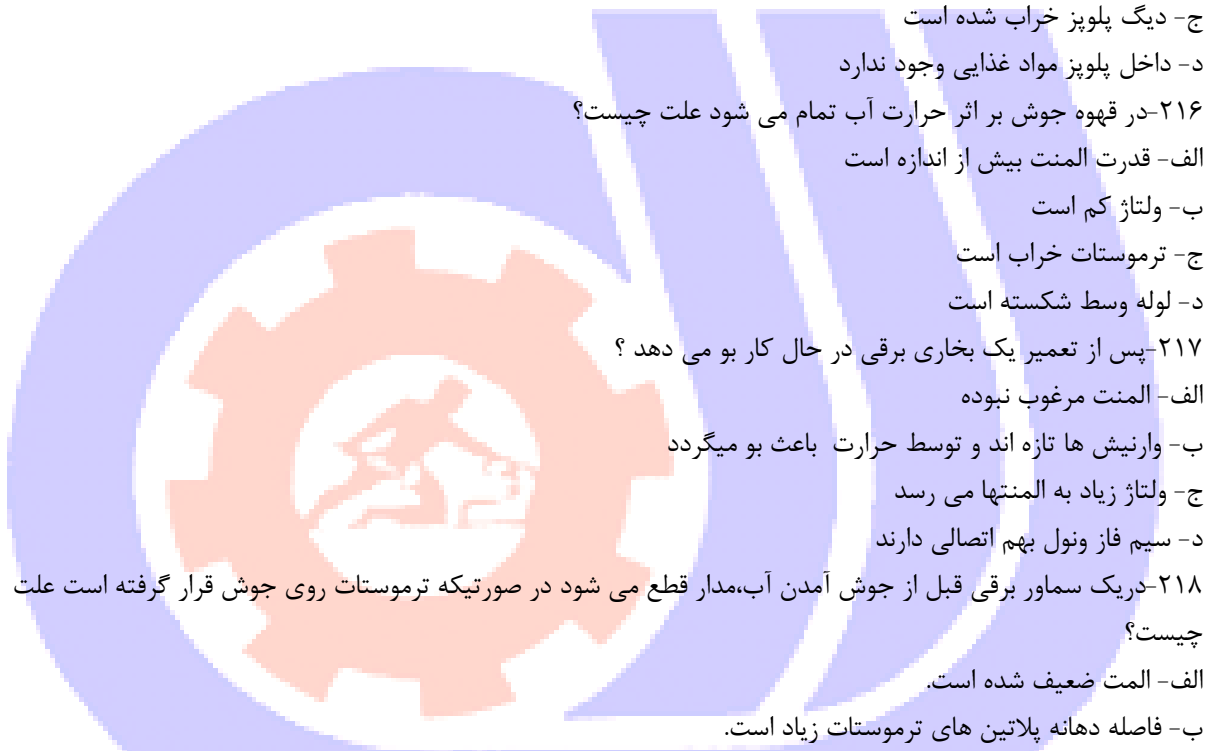 ج- دیگ پلوپز خراب شده است
د- داخل پلوپز مواد غذایی وجود ندارد
۲۱۶-در قهوه جوش بر اثر حرارت آب تمام می شود علت چیست؟
الف- قدرت المنت بیش از اندازه است
ب- ولتاژ کم است
ج- ترموستات خراب است
د- لوله وسط شکسته است
۲۱۷-پس از تعمیر یک بخاری برقی در حال کار بو می دهد ؟
الف- المنت مرغوب نبوده
ب- وارنیش ها تازه اند و توسط حرارت باعث بو میگردد
ج- ولتاژ زیاد به المنتها می رسد
د- سیم فاز ونول بهم اتصالی دارند
۲۱۸-دریک سماور برقی قبل از جوش آمدن آب،مدار قطع می شود در صورتیکه ترموستات روی جوش قرار گرفته است علت
چیست؟
الف- المت ضعیف شده است.
ب- فاصله دهانه پلاتین های ترموستات زیاد است.